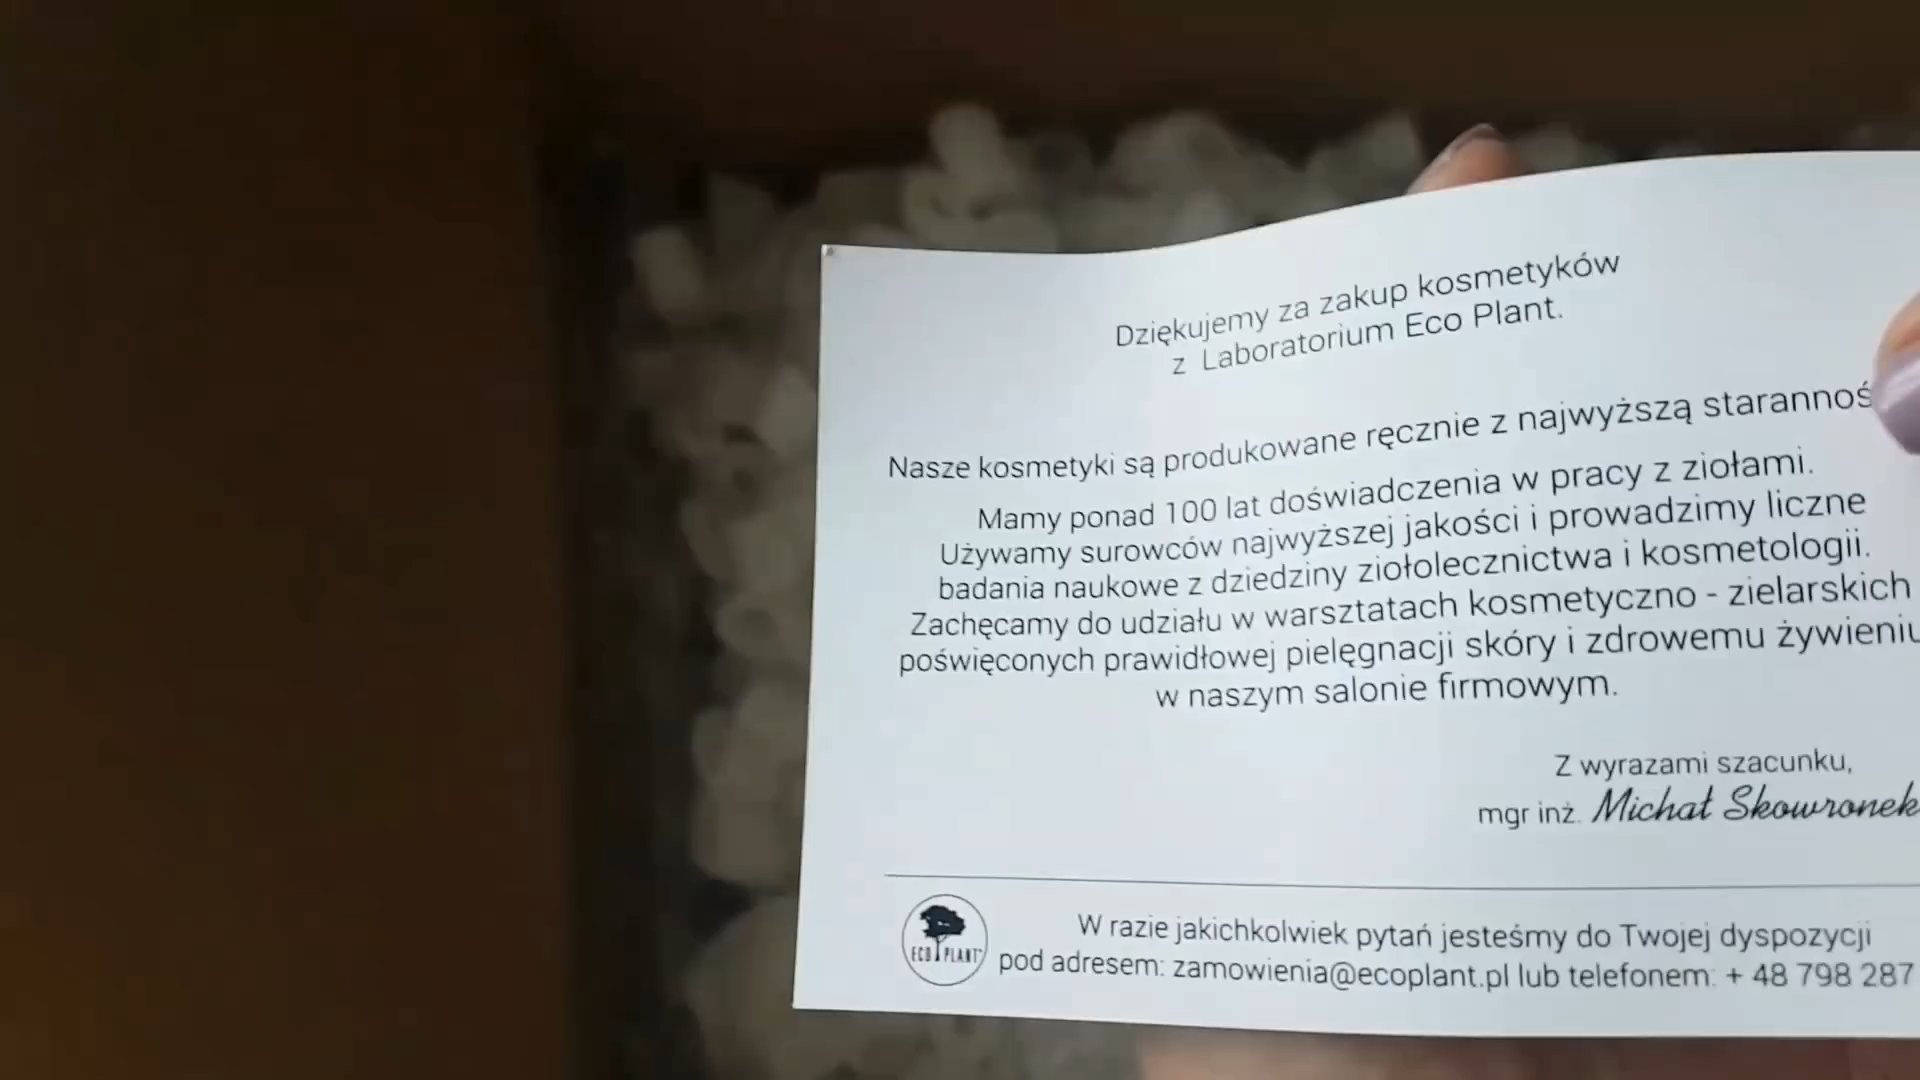 Dziękujemy za zakup kosmetyków
z Laboratorium Eco Plant.
Nasze kosmetyki są produkowane ręcznie z najwyższą
Mamy ponad 100 lat doświadczenia w pracy z ziołami.
Używamy surowców najwyższej jakości i prowadzimy liczne
badania naukowe z dziedziny ziołolecznictwa i kosmetologii.
Zachęcamy do udziału w warsztatach kosmetyczno - zielarskich
poświęconych prawidłowej pielęgnacji skóry i zdrowemu żywieniu
w naszym salonie firmowym.
Z wyrazami szacunku,
mgr inż. Michał Skowronek
ECO PLANT
W razie jakichkolwiek pytań jesteśmy do Twojej dyspozycji
pod adresem: zamowienia@ecoplant.pl lub telefonem: + 48 798 287